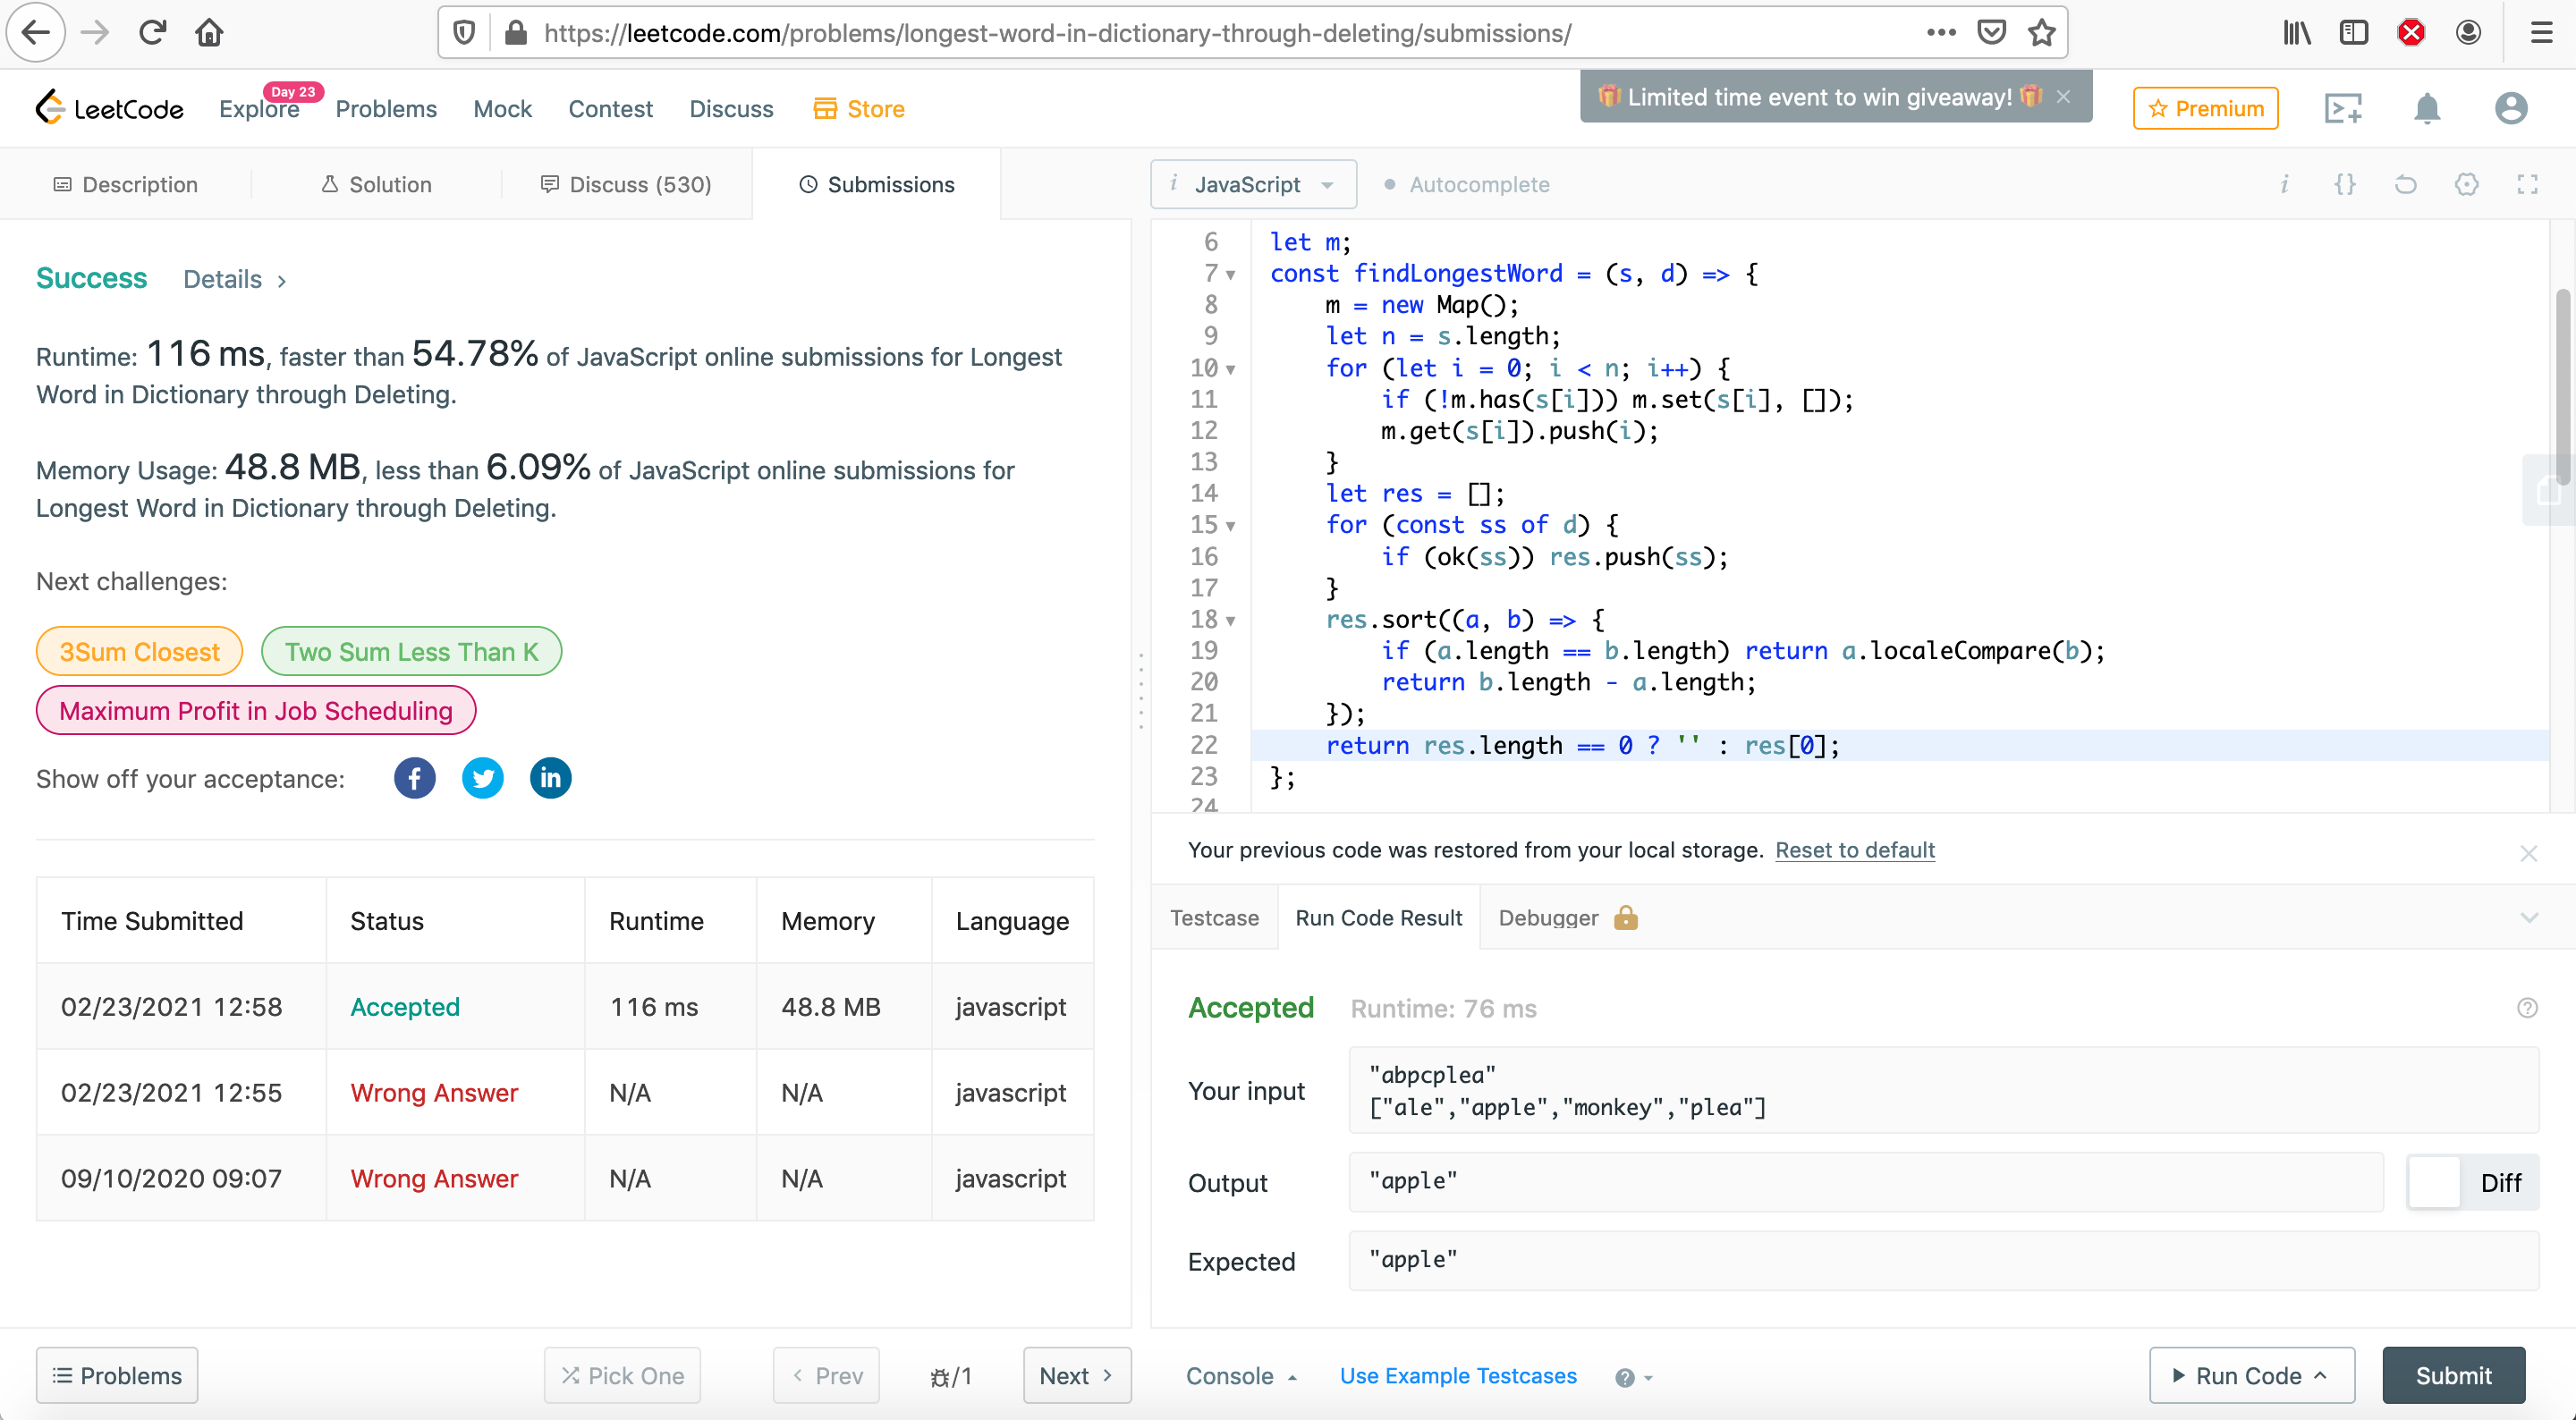 https://leetcode.com/problems/longest-word-in-dictionary-through-deleting/submissions/
LeetCode
Explore
Day 23
Problems
Mock
Contest
Discuss
Store
🎁 Limited time event to win giveaway! 🎁
Premium
Description
Solution
Discuss (530)
Submissions
Success
Details
Runtime: 116 ms, faster than 54.78% of JavaScript online submissions for Longest
Word in Dictionary through Deleting.
Memory Usage: 48.8 MB, less than 6.09% of JavaScript online submissions for
Longest Word in Dictionary through Deleting.
Next challenges:
3Sum Closest
Two Sum Less Than K
Maximum Profit in Job Scheduling
Show off your acceptance:
Time Submitted Status Runtime Memory Language
02/23/2021 12:58 Accepted 116 ms 48.8 MB javascript
02/23/2021 12:55 Wrong Answer N/A N/A javascript
09/10/2020 09:07 Wrong Answer N/A N/A javascript
Problems
Pick One
Prev
/1
Next
i JavaScript
Autocomplete
i {}
6 let m;
7 const findLongestWord = (s, d) => {
8 m = new Map();
9 let n = s.length;
10 for (let i = 0; i < n; i++) {
11 if (!m.has(s[i])) m.set(s[i], []);
12 m.get(s[i]).push(i);
13 }
14 let res = [];
15 for (const ss of d) {
16 if (ok(ss)) res.push(ss);
17 }
18 res.sort((a, b) => {
19 if (a.length == b.length) return a.localeCompare(b);
20 return b.length - a.length;
21 });
22 return res.length == 0 ? '' : res[0];
23 };
24
Your previous code was restored from your local storage. Reset to default
Testcase
Run Code Result
Debugger
Accepted Runtime: 76 ms
Your input
"abpcplea"
["ale","apple","monkey","plea"]
Output
"apple"
Diff
Expected
"apple"
Console
Use Example Testcases
Run Code
Submit